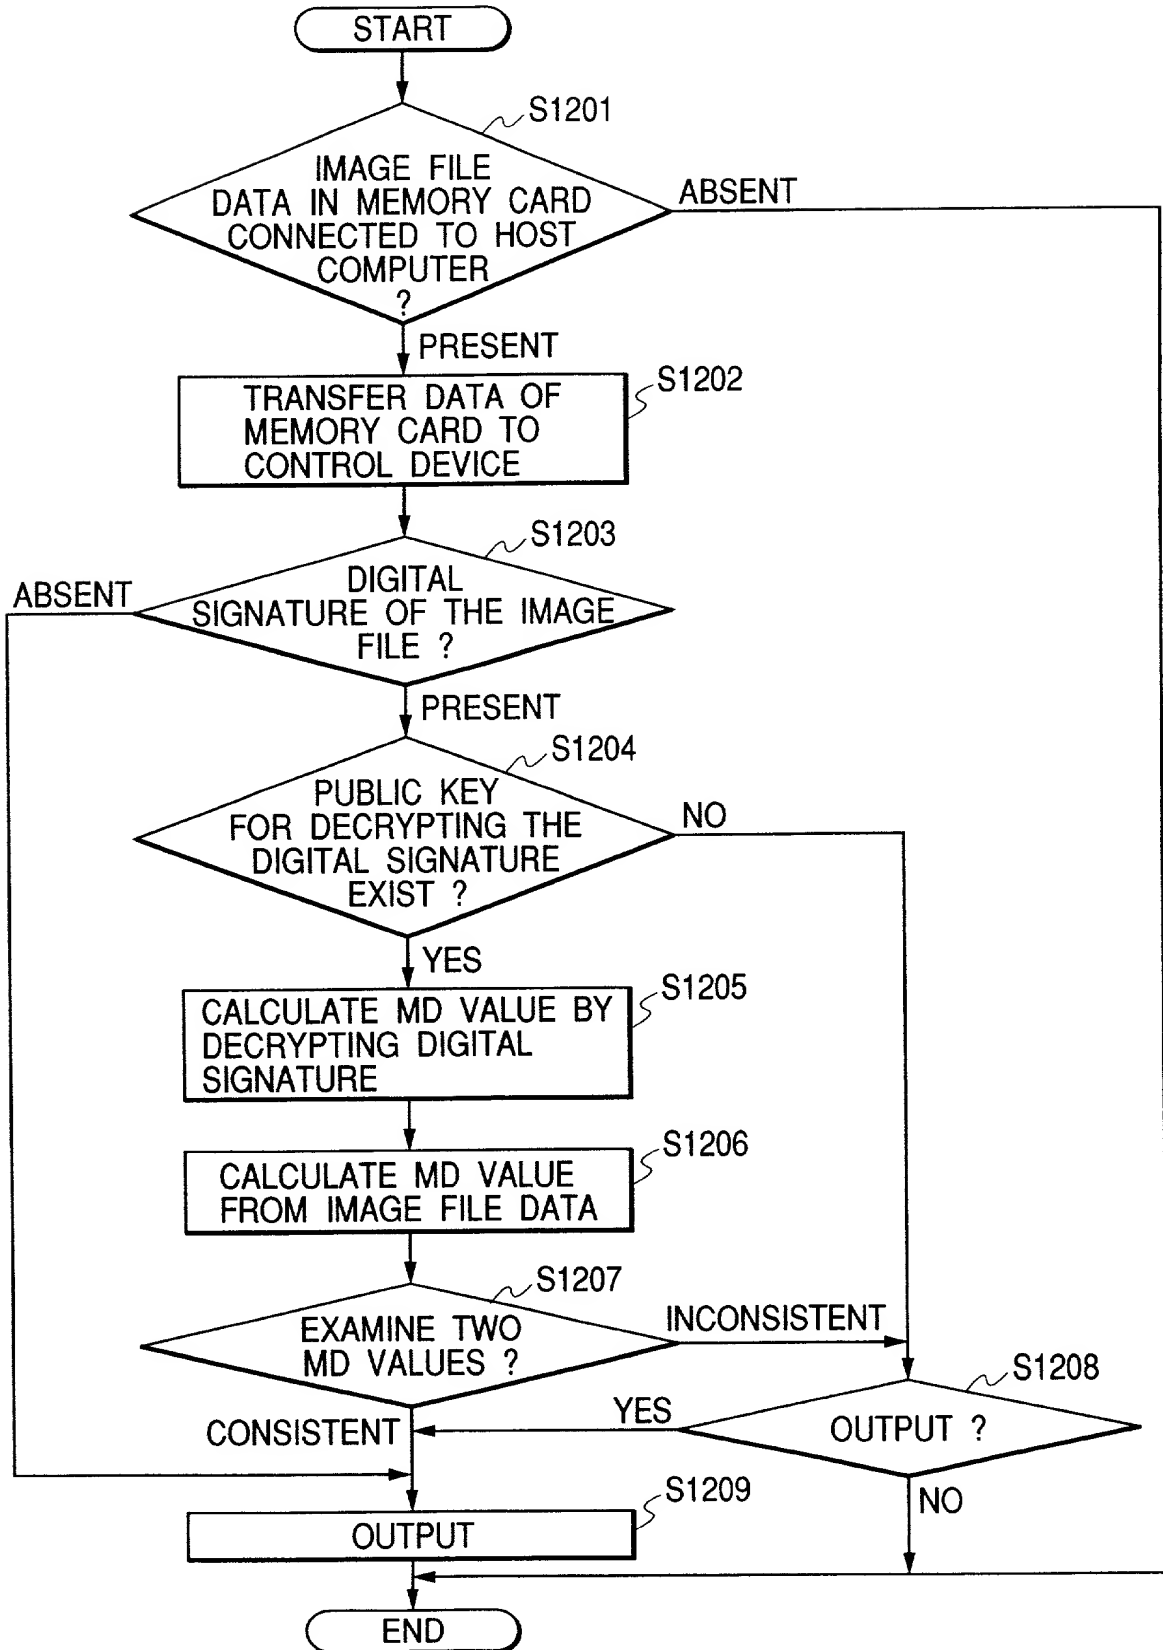 START
S1201
IMAGE FILE
DATA IN MEMORY CARD
CONNECTED TO HOST
COMPUTER
?
ABSENT
PRESENT
S1202
TRANSFER DATA OF
MEMORY CARD TO
CONTROL DEVICE
S1203
ABSENT
DIGITAL
SIGNATURE OF THE IMAGE
FILE ?
PRESENT
S1204
PUBLIC KEY
FOR DECRYPTING THE
DIGITAL SIGNATURE
EXIST ?
NO
YES
S1205
CALCULATE MD VALUE BY
DECRYPTING DIGITAL
SIGNATURE
S1206
CALCULATE MD VALUE
FROM IMAGE FILE DATA
S1207
EXAMINE TWO
MD VALUES ?
INCONSISTENT
S1208
OUTPUT ?
YES
CONSISTENT
NO
S1209
OUTPUT
END